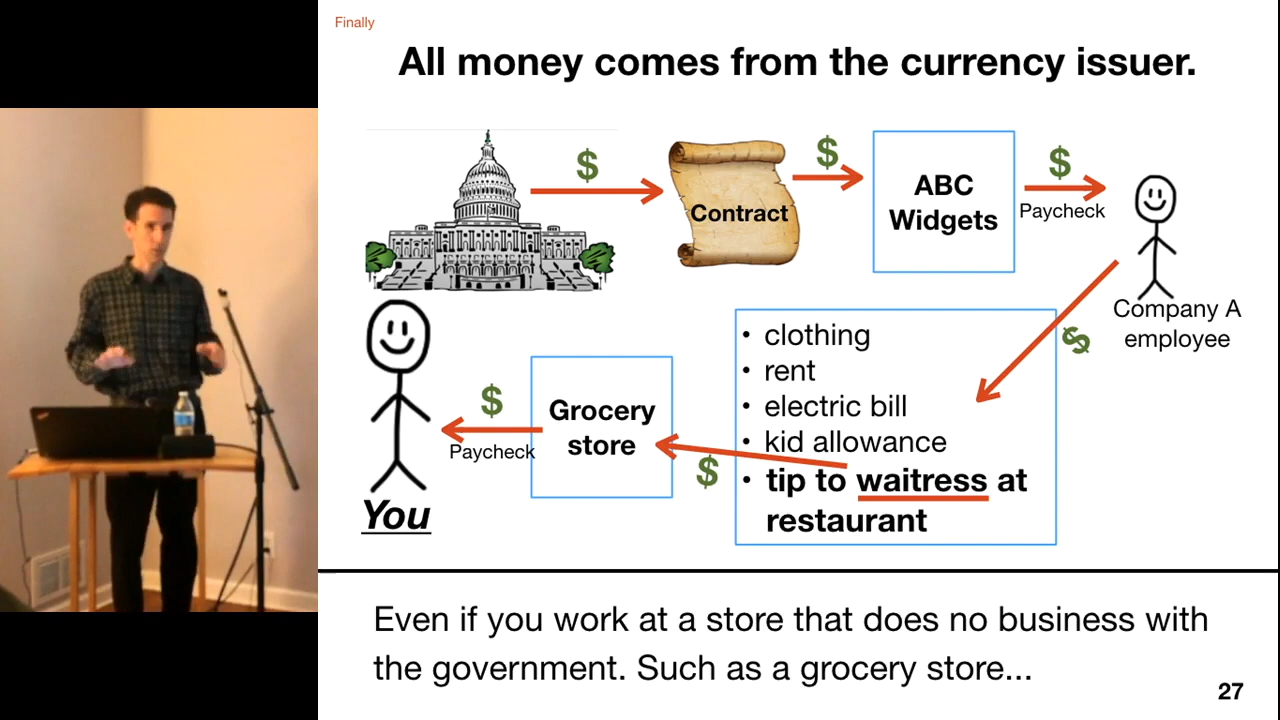 Finally
All money comes from the currency issuer.
$
$
$
Contract
ABC
Widgets
Paycheck
Company A
employee
$
• clothing
• rent
• electric bill
• kid allowance
• tip to waitress at
restaurant
$
Grocery
store
$
Paycheck
You
Even if you work at a store that does no business with
the government. Such as a grocery store...
27